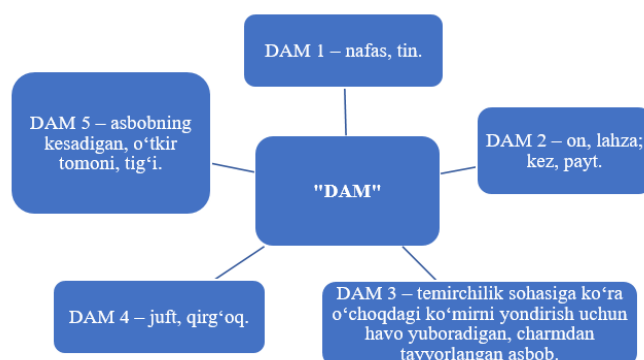 DAM 1 – nafas, tin.
DAM 5 – asbobning
kesadigan, o‘tkir
tomoni, tig‘i.
DAM 2 – on, lahza;
kez, payt.
"DAM"
DAM 4 – juft, qirg‘oq.
DAM 3 – temirchilik sohasiga ko‘ra
o‘choqdagi ko‘mirni yondirish uchun
havo yuboradigan, charmdan
tayyorlangan asbob.